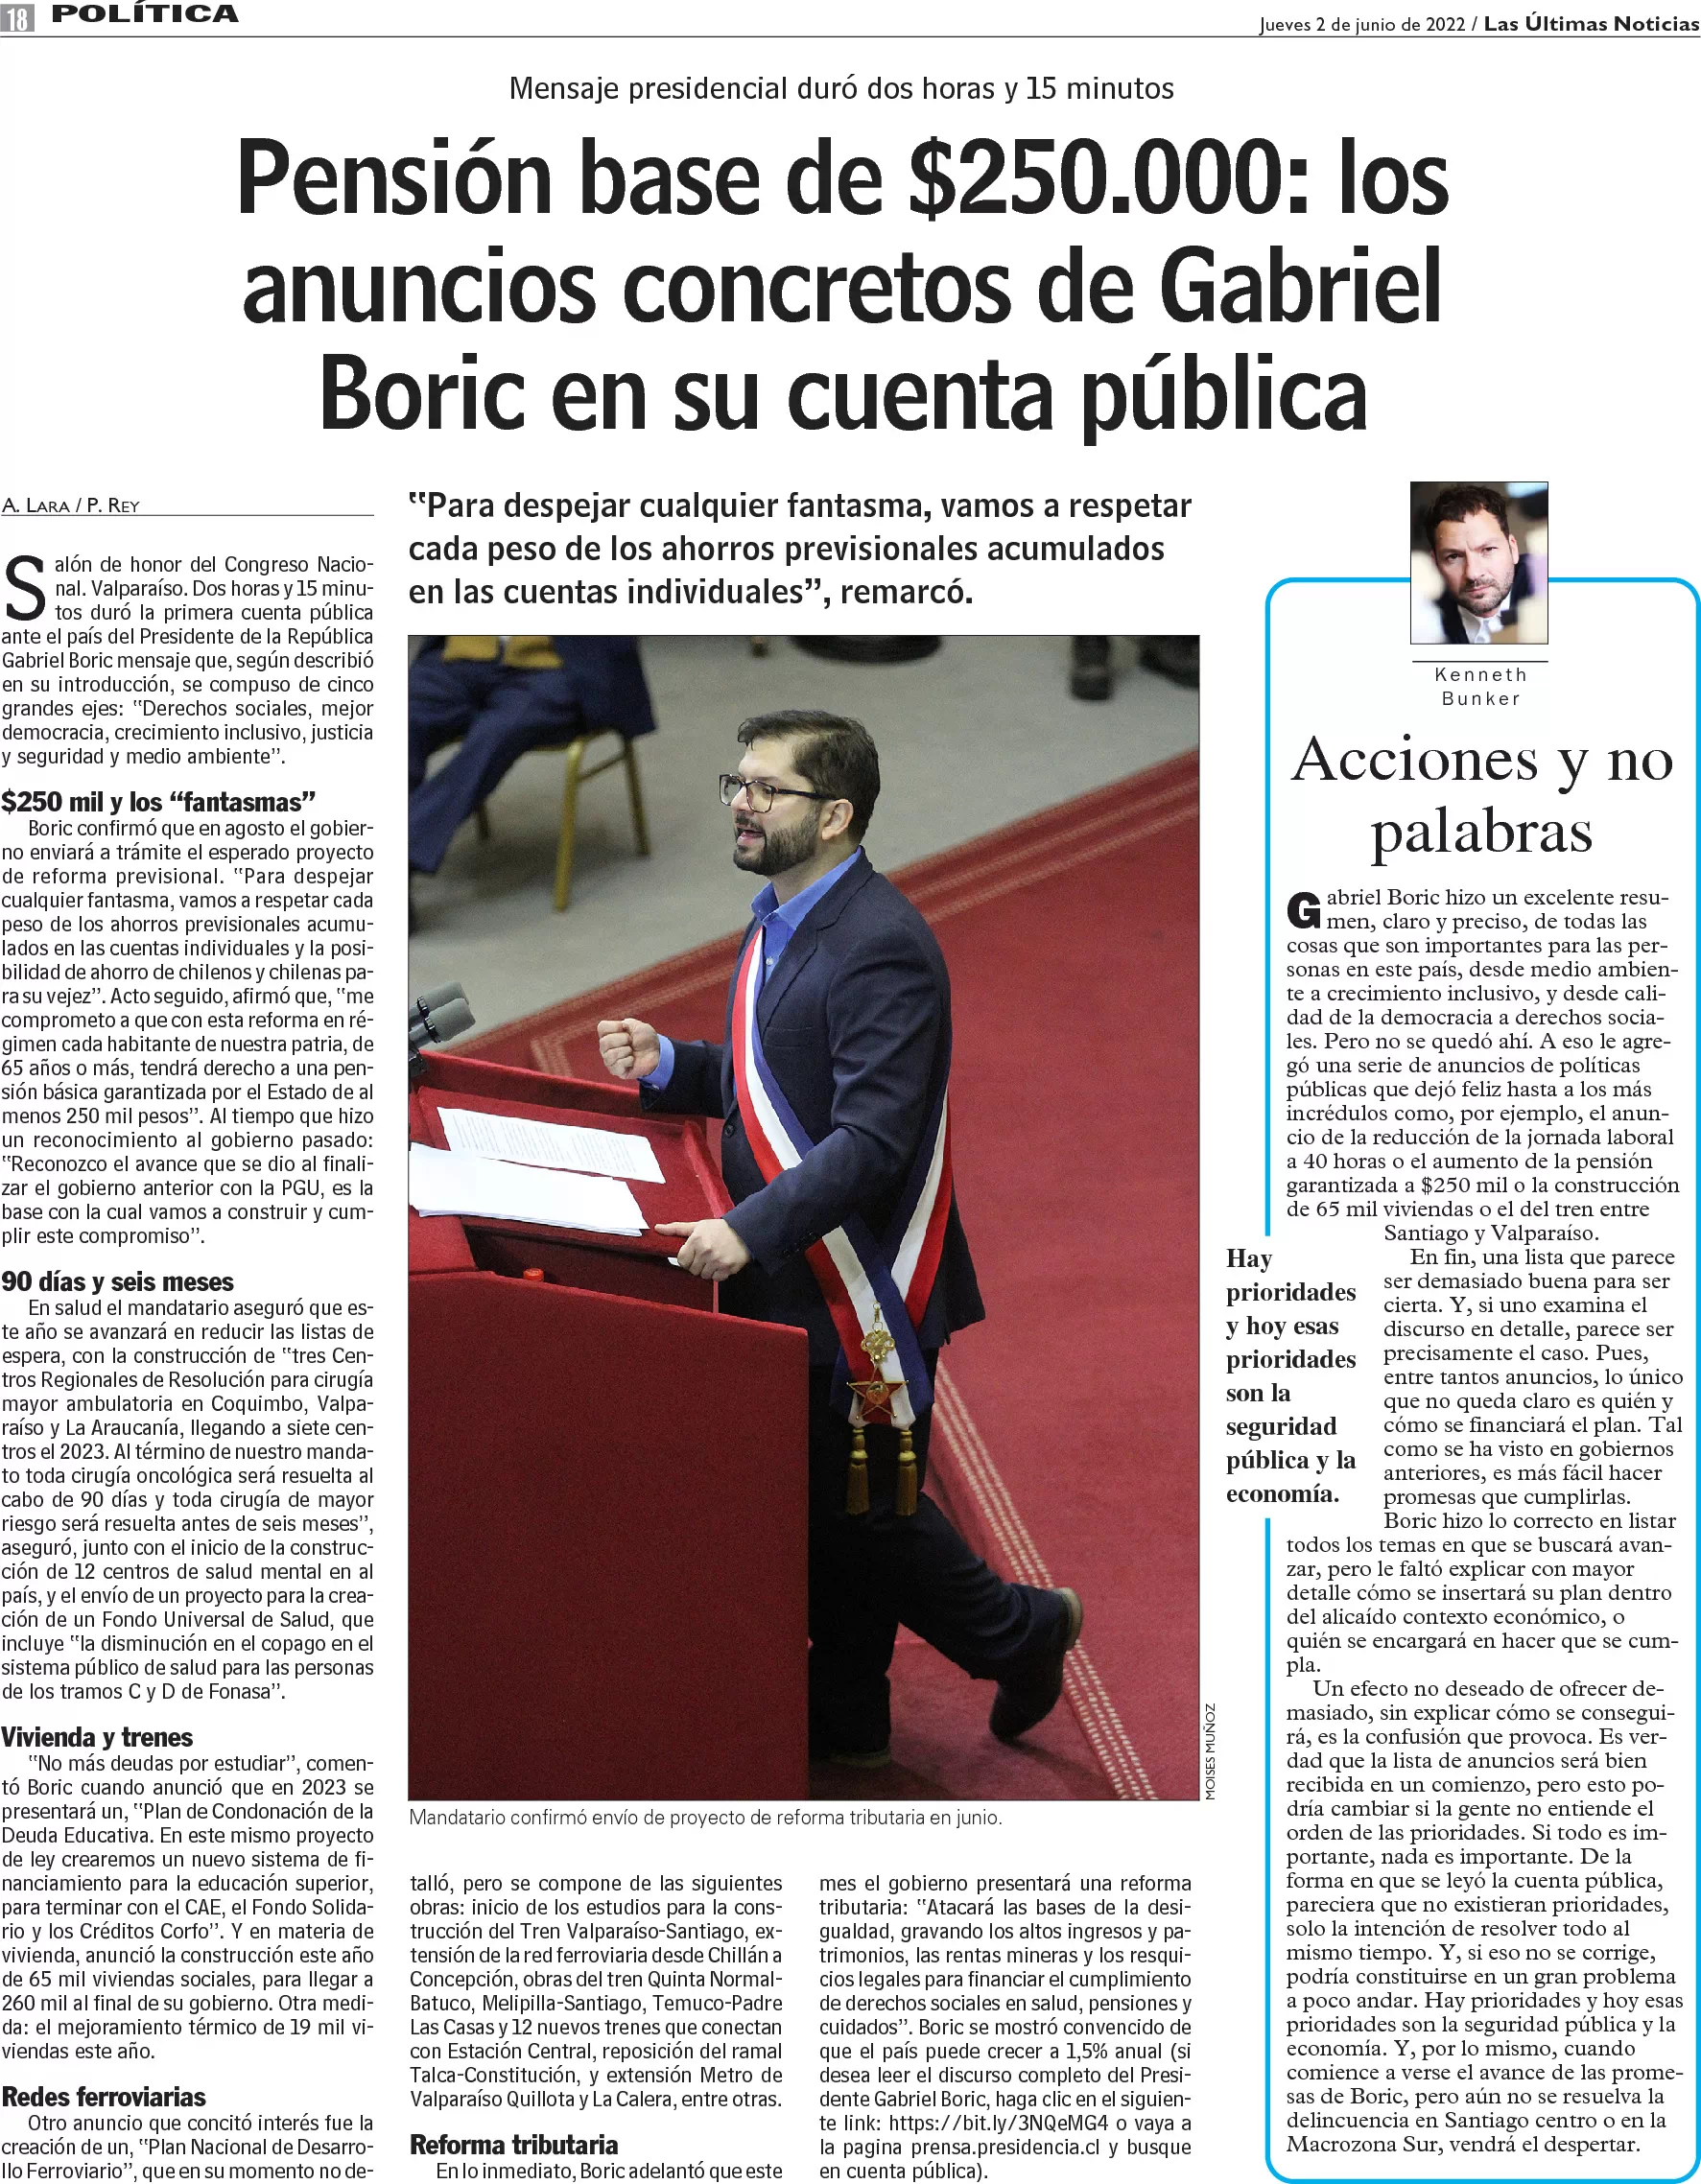 18 POLÍTICA
Jueves 2 de junio de 2022 / Las Últimas Noticias
Mensaje presidencial duró dos horas y 15 minutos
Pensión base de $250.000: los
anuncios concretos de Gabriel
Boric en su cuenta pública
A. LARA / P. REY
Salón de honor del Congreso Nacio-
nal. Valparaíso. Dos horas y 15 minu-
tos duró la primera cuenta pública
ante el país del Presidente de la República
Gabriel Boric mensaje que, según describió
en su introducción, se compuso de cinco
grandes ejes: "Derechos sociales, mejor
democracia, crecimiento inclusivo, justicia
y seguridad y medio ambiente".
$250 mil y los “fantasmas”
Boric confirmó que en agosto el gobier-
no enviará a trámite el esperado proyecto
de reforma previsional. "Para despejar
cualquier fantasma, vamos a respetar cada
peso de los ahorros previsionales acumu-
lados en las cuentas individuales y la posi-
bilidad de ahorro de chilenos y chilenas pa-
ra su vejez". Acto seguido, afirmó que, "me
comprometo a que con esta reforma en ré-
gimen cada habitante de nuestra patria, de
65 años o más, tendrá derecho a una pen-
sión básica garantizada por el Estado de al
menos 250 mil pesos". Al tiempo que hizo
un reconocimiento al gobierno pasado:
"Reconozco el avance que se dio al finali-
zar el gobierno anterior con la PGU, es la
base con la cual vamos a construir y cum-
plir este compromiso".
90 días y seis meses
En salud el mandatario aseguró que es-
te año se avanzará en reducir las listas de
espera, con la construcción de "tres Cen-
tros Regionales de Resolución para cirugía
mayor ambulatoria en Coquimbo, Valpa-
raíso y La Araucanía, llegando a siete cen-
tros el 2023. Al término de nuestro manda-
to toda cirugía oncológica será resuelta al
cabo de 90 días y toda cirugía de mayor
riesgo será resuelta antes de seis meses",
aseguró, junto con el inicio de la construc-
ción de 12 centros de salud mental en al
país, y el envío de un proyecto para la crea-
ción de un Fondo Universal de Salud, que
incluye "la disminución en el copago en el
sistema público de salud para las personas
de los tramos C y D de Fonasa".
Vivienda y trenes
"No más deudas por estudiar", comen-
tó Boric cuando anunció que en 2023 se
presentará un, "Plan de Condonación de la
Deuda Educativa. En este mismo proyecto
de ley crearemos un nuevo sistema de fi-
nanciamiento para la educación superior,
para terminar con el CAE, el Fondo Solida-
rio y los Créditos Corfo". Y en materia de
vivienda, anunció la construcción este año
de 65 mil viviendas sociales, para llegar a
260 mil al final de su gobierno. Otra medi-
da: el mejoramiento térmico de 19 mil vi-
viendas este año.
Redes ferroviarias
Otro anuncio que concitó interés fue la
creación de un, "Plan Nacional de Desarro-
llo Ferroviario", que en su momento no de-
"Para despejar cualquier fantasma, vamos a respetar
cada peso de los ahorros previsionales acumulados
en las cuentas individuales", remarcó.
MOISES MUÑOZ
Mandatario confirmó envío de proyecto de reforma tributaria en junio.
talló, pero se compone de las siguientes
obras: inicio de los estudios para la cons-
trucción del Tren Valparaíso-Santiago, ex-
tensión de la red ferroviaria desde Chillán a
Concepción, obras del tren Quinta Normal-
Batuco, Melipilla-Santiago, Temuco-Padre
Las Casas y 12 nuevos trenes que conectan
con Estación Central, reposición del ramal
Talca-Constitución, y extensión Metro de
Valparaíso Quillota y La Calera, entre otras.
Reforma tributaria
En lo inmediato, Boric adelantó que este
mes el gobierno presentará una reforma
tributaria: "Atacará las bases de la desi-
gualdad, gravando los altos ingresos y pa-
trimonios, las rentas mineras y los resqui-
cios legales para financiar el cumplimiento
de derechos sociales en salud, pensiones y
cuidados". Boric se mostró convencido de
que el país puede crecer a 1,5% anual (si
desea leer el discurso completo del Presi-
dente Gabriel Boric, haga clic en el siguien-
te link: https://bit.ly/3NQeMG4 o vaya a
la pagina prensa.presidencia.cl y busque
en cuenta pública).
Kenneth
Bunker
Acciones y no
palabras
Gabriel Boric hizo un excelente resu-
men, claro y preciso, de todas las
cosas que son importantes para las per-
sonas en este país, desde medio ambien-
te a crecimiento inclusivo, y desde cali-
dad de la democracia a derechos socia-
les. Pero no se quedó ahí. A eso le agre-
gó una serie de anuncios de políticas
públicas que dejó feliz hasta a los más
incrédulos como, por ejemplo, el anun-
cio de la reducción de la jornada laboral
a 40 horas o el aumento de la pensión
garantizada a $250 mil o la construcción
de 65 mil viviendas o el del tren entre
Santiago y Valparaíso.
En fin, una lista que parece
ser demasiado buena para ser
cierta. Y, si uno examina el
discurso en detalle, parece ser
precisamente el caso. Pues,
entre tantos anuncios, lo único
que no queda claro es quién y
cómo se financiará el plan. Tal
como se ha visto en gobiernos
anteriores, es más fácil hacer
promesas que cumplirlas.
Boric hizo lo correcto en listar
todos los temas en que se buscará avan-
zar, pero le faltó explicar con mayor
detalle cómo se insertará su plan dentro
del alicaído contexto económico, o
quién se encargará en hacer que se cum-
pla.
Un efecto no deseado de ofrecer de-
masiado, sin explicar cómo se consegui-
rá, es la confusión que provoca. Es ver-
dad que la lista de anuncios será bien
recibida en un comienzo, pero esto po-
dría cambiar si la gente no entiende el
orden de las prioridades. Si todo es im-
portante, nada es importante. De la
forma en que se leyó la cuenta pública,
pareciera que no existieran prioridades,
solo la intención de resolver todo al
mismo tiempo. Y, si eso no se corrige,
podría constituirse en un gran problema
a poco andar. Hay prioridades y hoy esas
prioridades son la seguridad pública y la
economía. Y, por lo mismo, cuando
comience a verse el avance de las prome-
sas de Boric, pero aún no se resuelva la
delincuencia en Santiago centro o en la
Macrozona Sur, vendrá el despertar.
Hay
prioridades
y hoy esas
prioridades
son la
seguridad
pública y la
economía.